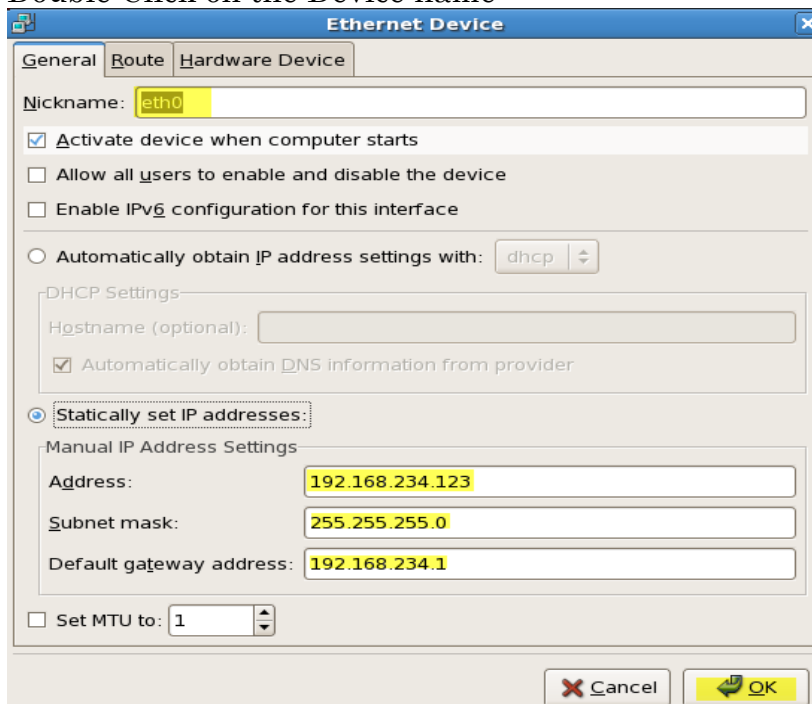 Double Click on the Device name
Ethernet Device
General Route Hardware Device
Nickname: eth0
Activate device when computer starts
Allow all users to enable and disable the device
Enable IPv6 configuration for this interface
Automatically obtain IP address settings with: dhcp
DHCP Settings
Hostname (optional):
Automatically obtain DNS information from provider
Statically set IP addresses:
Manual IP Address Settings
Address: 192.168.234.123
Subnet mask: 255.255.255.0
Default gateway address: 192.168.234.1
Set MTU to: 1
Cancel OK